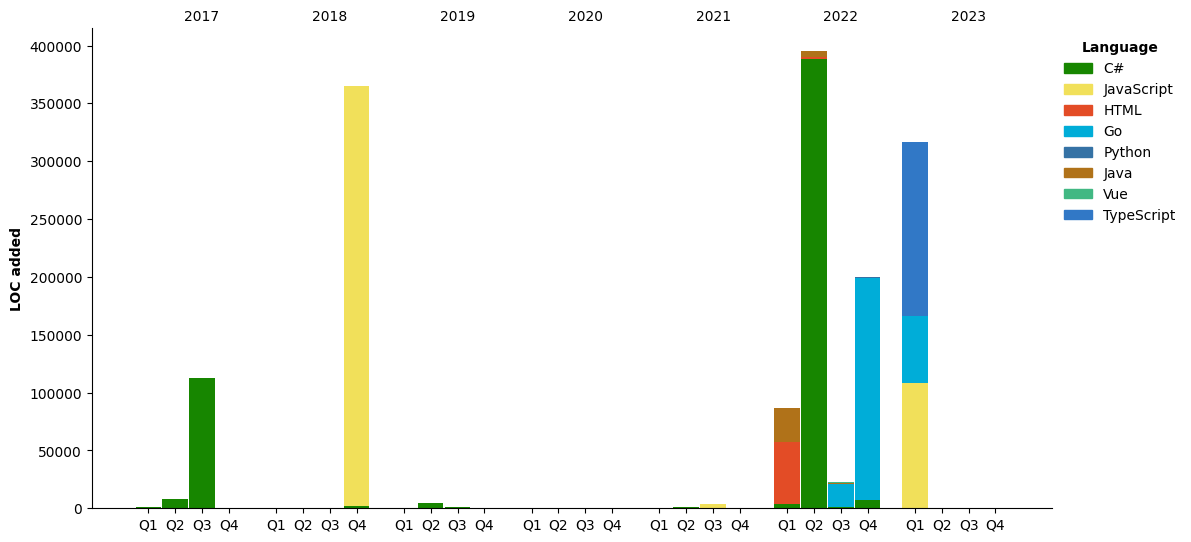 2017 2018 2019 2020 2021 2022 2023
LOC added
400000
350000
300000
250000
200000
150000
100000
50000
0
Q1 Q2 Q3 Q4 Q1 Q2 Q3 Q4 Q1 Q2 Q3 Q4 Q1 Q2 Q3 Q4 Q1 Q2 Q3 Q4 Q1 Q2 Q3 Q4 Q1 Q2 Q3 Q4
Language
C#
JavaScript
HTML
Go
Python
Java
Vue
TypeScript